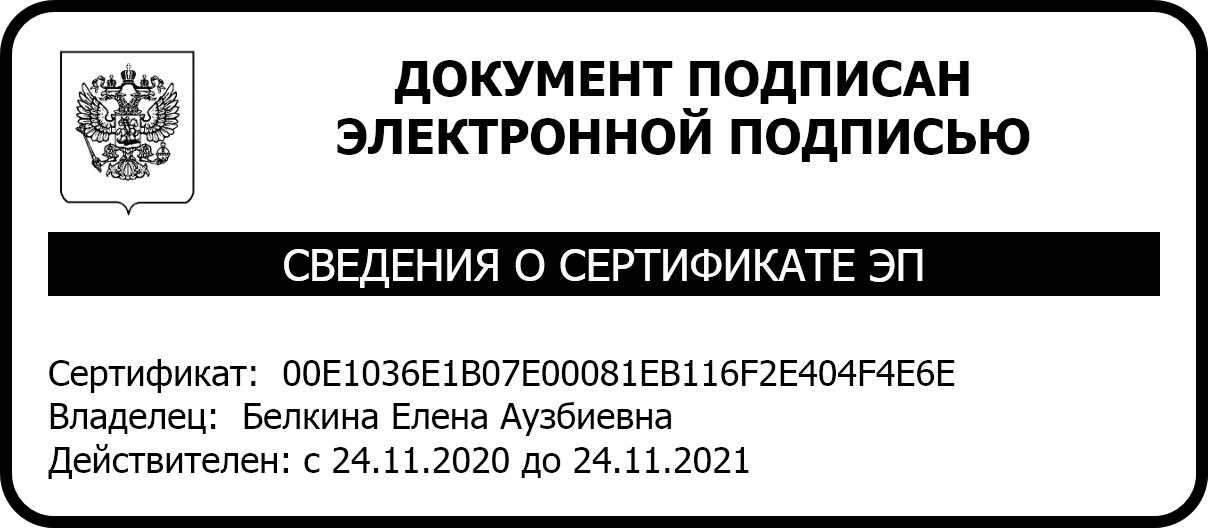 ДОКУМЕНТ ПОДПИСАН
ЭЛЕКТРОННОЙ ПОДПИСЬЮ
СВЕДЕНИЯ О СЕРТИФИКАТЕ ЭП
Сертификат: 00E1036E1B07E00081EB116F2E404F4E6E
Владелец: Белкина Елена Аузбиевна
Действителен: с 24.11.2020 до 24.11.2021